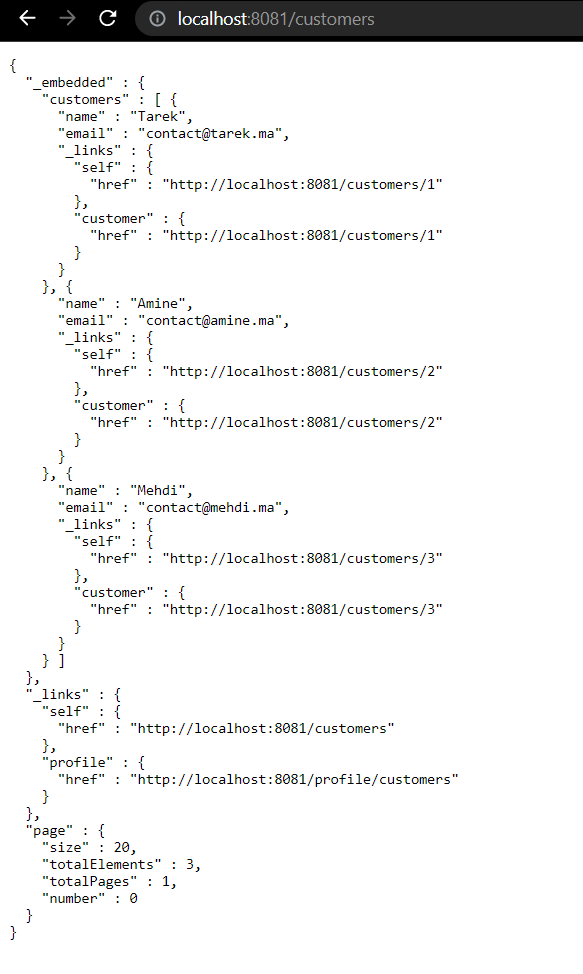 localhost:8081/customers
{
  "_embedded" : {
    "customers" : [ {
      "name" : "Tarek",
      "email" : "contact@tarek.ma",
      "_links" : {
        "self" : {
          "href" : "http://localhost:8081/customers/1"
        },
        "customer" : {
          "href" : "http://localhost:8081/customers/1"
        }
      }
    }, {
      "name" : "Amine",
      "email" : "contact@amine.ma",
      "_links" : {
        "self" : {
          "href" : "http://localhost:8081/customers/2"
        },
        "customer" : {
          "href" : "http://localhost:8081/customers/2"
        }
      }
    }, {
      "name" : "Mehdi",
      "email" : "contact@mehdi.ma",
      "_links" : {
        "self" : {
          "href" : "http://localhost:8081/customers/3"
        },
        "customer" : {
          "href" : "http://localhost:8081/customers/3"
        }
      }
    } ]
  },
  "_links" : {
    "self" : {
      "href" : "http://localhost:8081/customers"
    },
    "profile" : {
      "href" : "http://localhost:8081/profile/customers"
    }
  },
  "page" : {
    "size" : 20,
    "totalElements" : 3,
    "totalPages" : 1,
    "number" : 0
  }
}